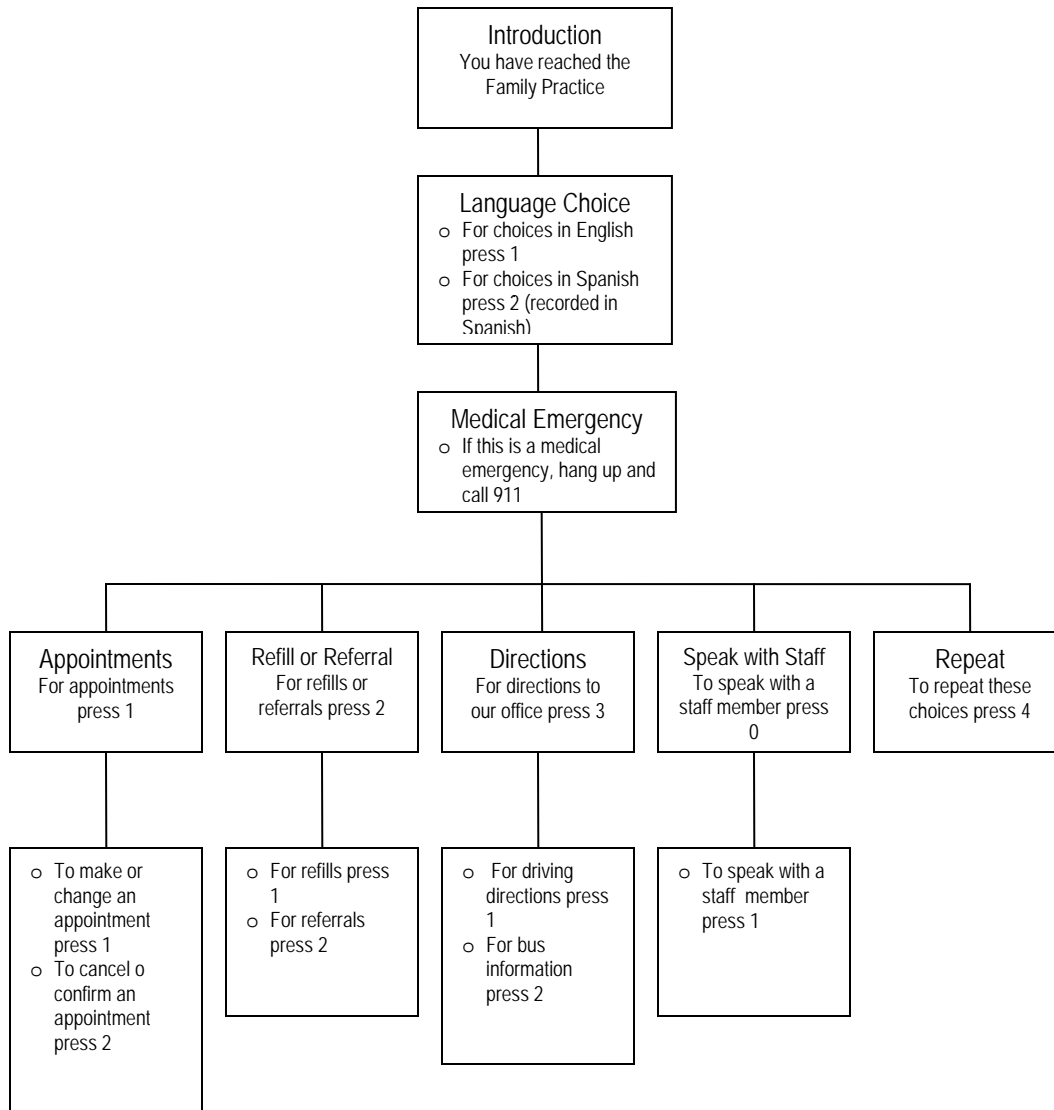 Introduction
You have reached the
Family Practice
Language Choice
o For choices in English
press 1
o For choices in Spanish
press 2 (recorded in
Spanish)
Medical Emergency
o If this is a medical
emergency, hang up and
call 911
Appointments
For appointments
press 1
Refill or Referral
For refills or
referrals press 2
Directions
For directions to
our office press 3
Speak with Staff
To speak with a
staff member press
0
Repeat
To repeat these
choices press 4
o To make or
change an
appointment
press 1
o To cancel o
confirm an
appointment
press 2
o For refills press
1
o For referrals
press 2
o For driving
directions press
1
o For bus
information
press 2
o To speak with a
staff member
press 1